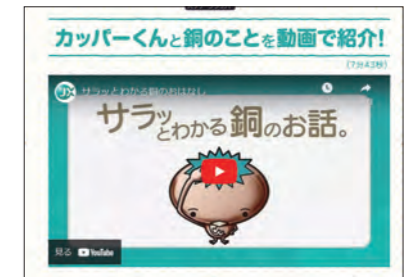 カッパーくんと銅のことを動画で紹介!
(7分43秒)
JX サラッとわかる銅のおはなし
サラッとわかる銅のお話。
見る YouTube